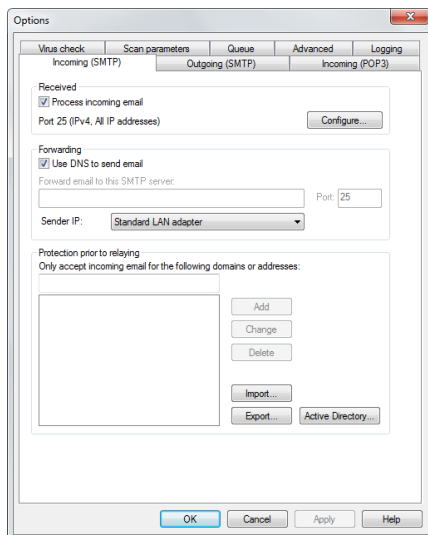 Options
Virus check Scan parameters Queue Advanced Logging
Incoming (SMTP) Outgoing (SMTP) Incoming (POP3)
Received
Process incoming email
Port 25 (IPv4, All IP addresses) Configure...
Forwarding
Use DNS to send email
Forward email to this SMTP server:
Port: 25
Sender IP: Standard LAN adapter
Protection prior to relaying
Only accept incoming email for the following domains or addresses:
Add
Change
Delete
Import...
Export... Active Directory...
OK Cancel Apply Help